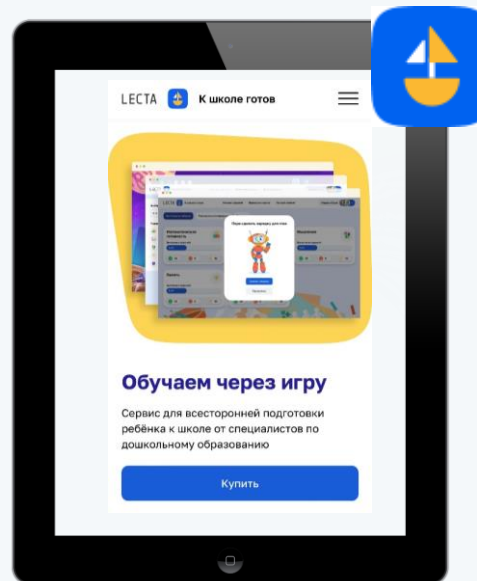 LECTA К школе готов
Обучаем через игру
Сервис для всесторонней подготовки
ребёнка к школе от специалистов по
дошкольному образованию
Купить